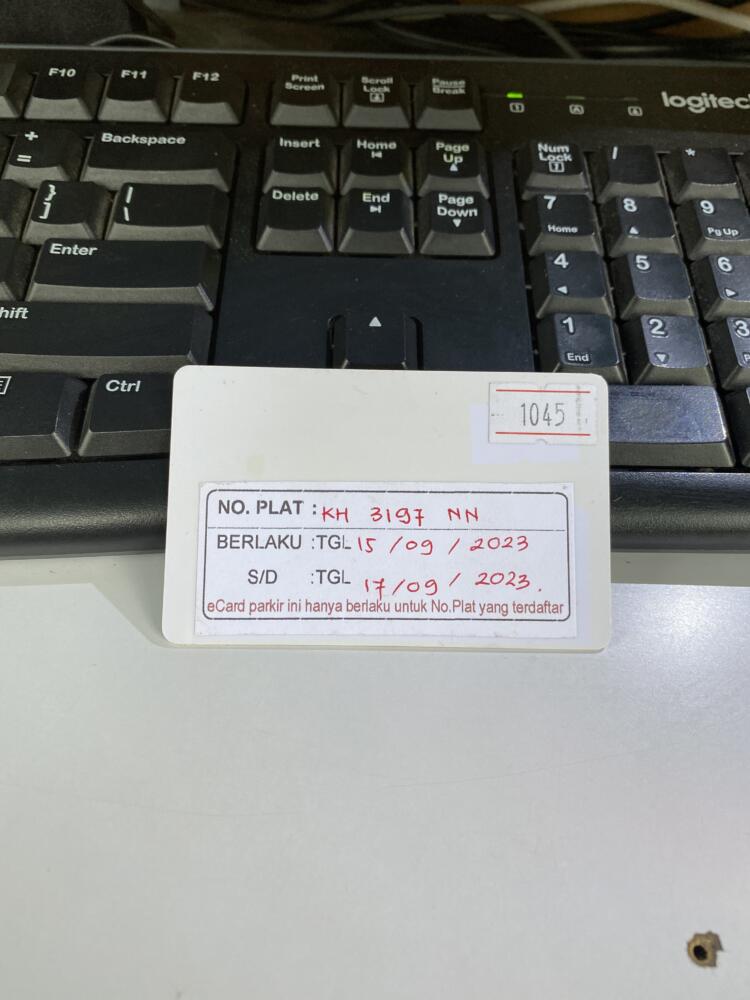 F10 F11 F12 Print Screen Scroll Lock Pause Break
logitech
+ = Backspace Insert Home Page Up Num Lock / *
} ] | \ Delete End Page Down 7 Home 8 9 Pg Up
Enter 4 5 6
hift 1 End 2 3
Ctrl
1045
NO. PLAT : KH 3197 NN
BERLAKU :TGL 15 / 09 / 2023
S/D :TGL 17/09 / 2023.
eCard parkir ini hanya berlaku untuk No.Plat yang terdaftar